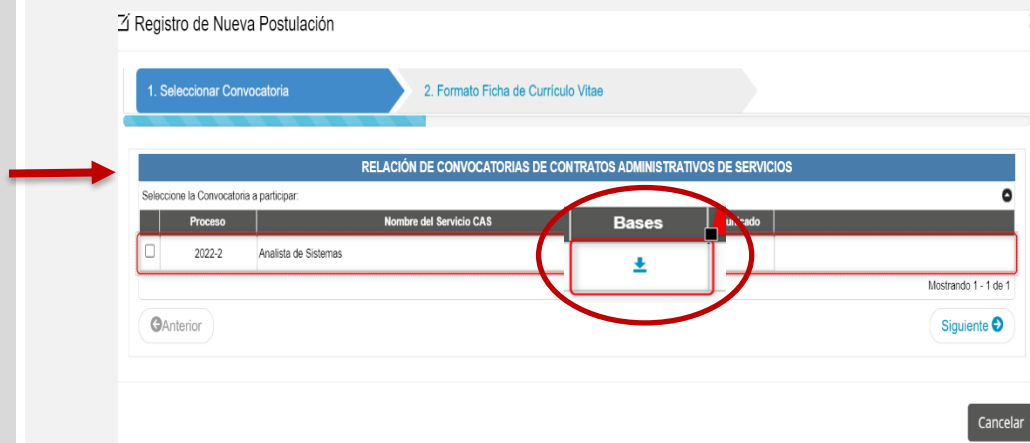 Registro de Nueva Postulación
1. Seleccionar Convocatoria
2. Formato Ficha de Currículo Vitae
RELACIÓN DE CONVOCATORIAS DE CONTRATOS ADMINISTRATIVOS DE SERVICIOS
Seleccione la Convocatoria a participar:
Proceso Nombre del Servicio CAS Bases
2022-2 Analista de Sistemas
Mostrando 1 - 1 de 1
Anterior Siguiente
Cancelar